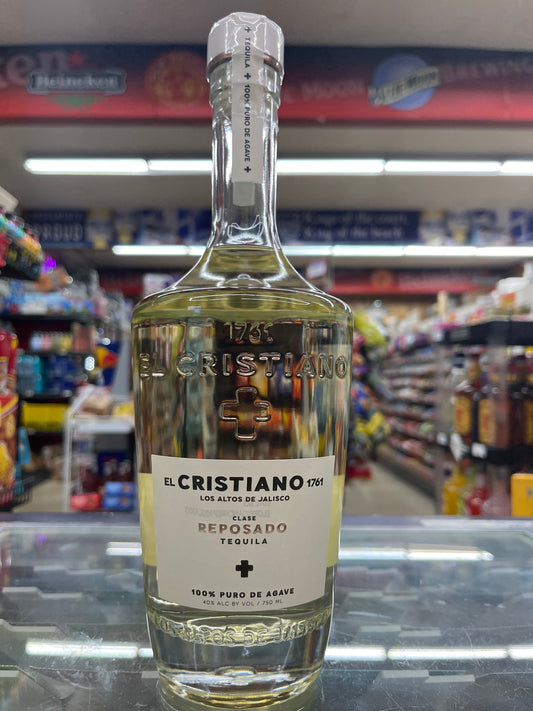 Heineken
BLUE MOON
TEQUILA + 100% PURO DE AGAVE +
PROUD
1761
EL CRISTIANO
EL CRISTIANO 1761
LOS ALTOS DE JALISCO
CLASE
REPOSADO
TEQUILA
100% PURO DE AGAVE
40% ALC BY VOL / 750 ML